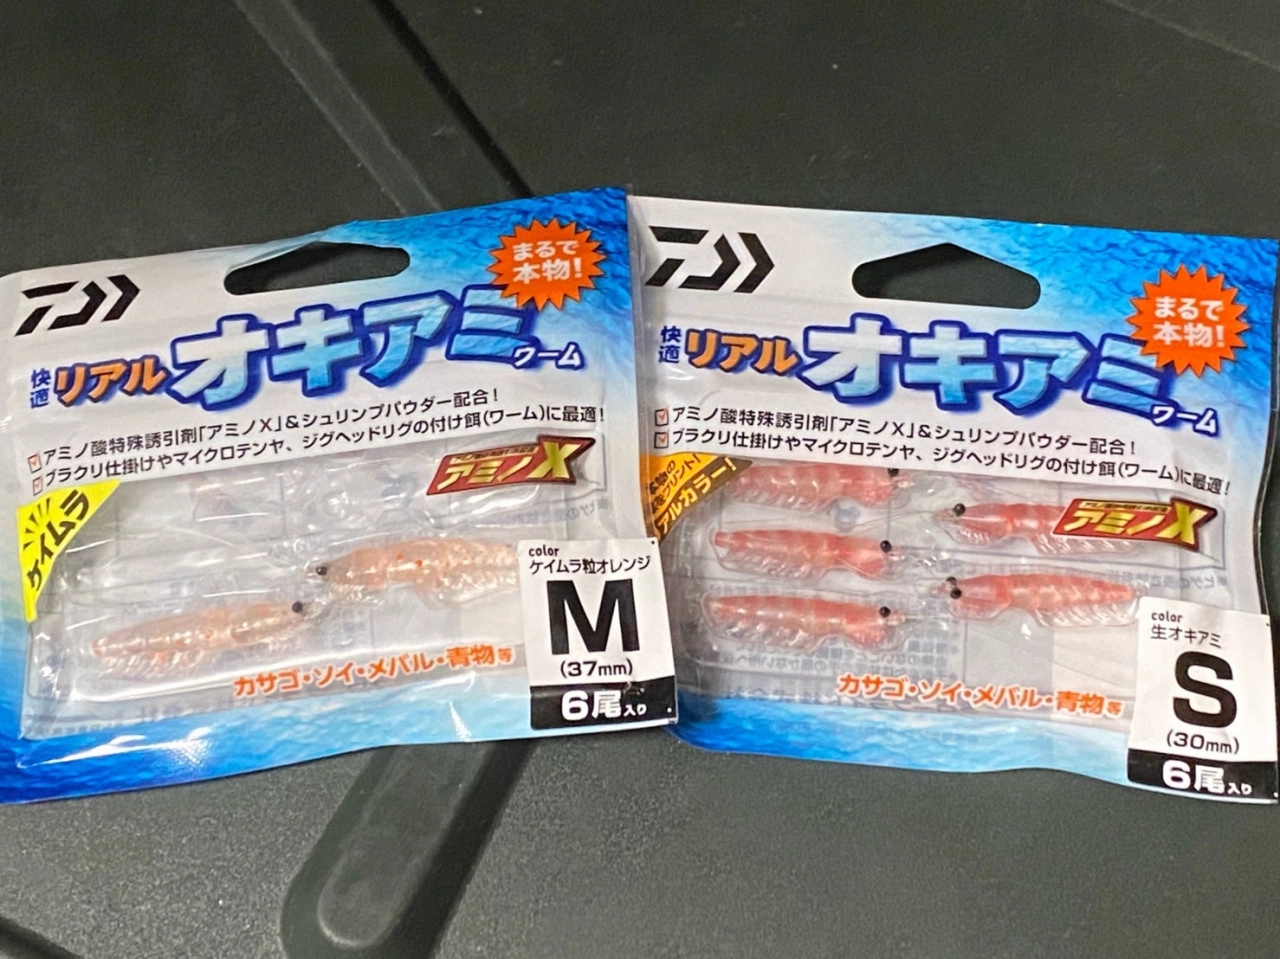 まるで
本物!
快適
リアル
オキアミ
ワーム
アミノ酸特殊誘引剤「アミノX」&シュリンプパウダー配合!
ブラクリ仕掛けやマイクロテンヤ、ジグヘッドリグの付け餌(ワーム)に最適!
アミノX
ケイムラ
color
ケイムラ粒オレンジ
M
(37mm)
6尾入り
カサゴ・ソイ・メバル・青物等
まるで
本物!
快適
リアル
オキアミ
ワーム
アミノ酸特殊誘引剤「アミノX」&シュリンプパウダー配合!
ブラクリ仕掛けやマイクロテンヤ、ジグヘッドリグの付け餌(ワーム)に最適!
アルカラー!
アミノX
color
生オキアミ
S
(30mm)
6尾入り
カサゴ・ソイ・メバル・青物等